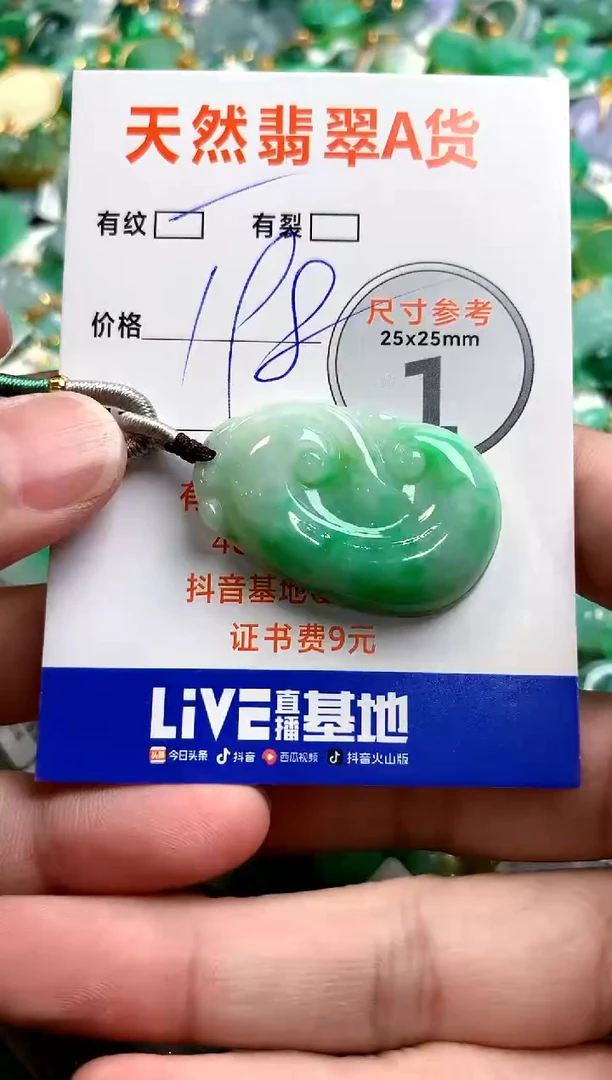 天然翡翠A货
有纹 有裂
尺寸参考
25x25mm
价格
1
抖音基地
证书费9元
LiVE直播基地
头条 今日头条 抖音 西瓜视频 抖音火山版